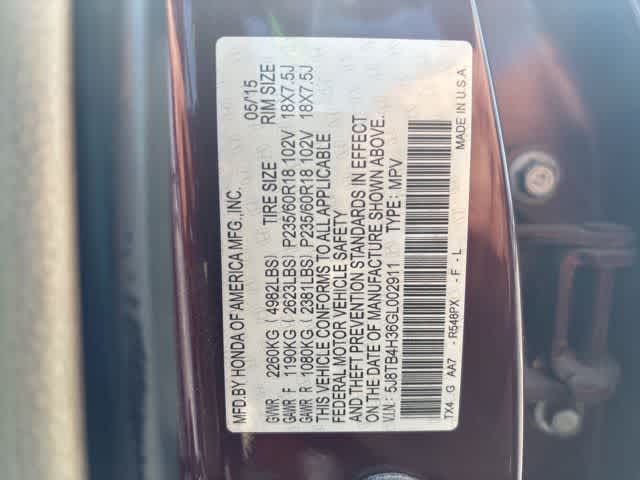 MFD.BY HONDA OF AMERICA MFG.,INC. 05/15
TIRE SIZE RIM SIZE
GVWR 2260KG (4982LBS)
GAWR F 1190KG (2623LBS) P235/60R18 102V 18X7.5J
GAWR R 1080KG (2381LBS) P235/60R18 102V 18X7.5J
THIS VEHICLE CONFORMS TO ALL APPLICABLE
FEDERAL MOTOR VEHICLE SAFETY
AND THEFT PREVENTION STANDARDS IN EFFECT
ON THE DATE OF MANUFACTURE SHOWN ABOVE.
V.I.N.: 5J8TB4H36GL002911 TYPE: MPV
TX4 G AA7 - R548PX - F - L MADE IN U.S.A.